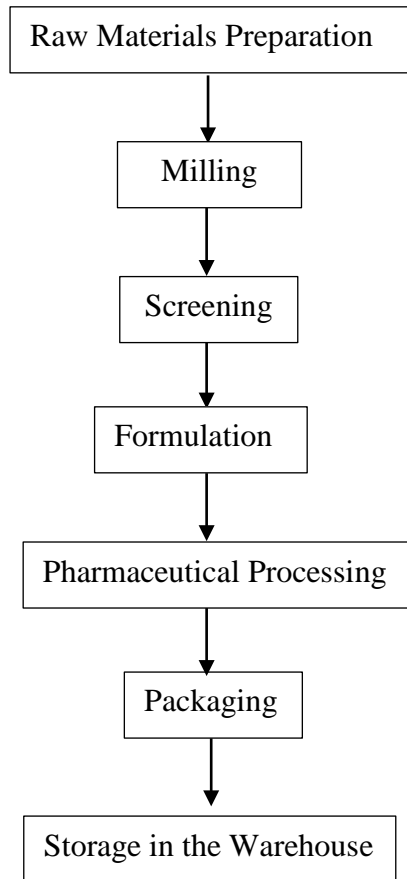 Raw Materials Preparation
Milling
Screening
Formulation
Pharmaceutical Processing
Packaging
Storage in the Warehouse